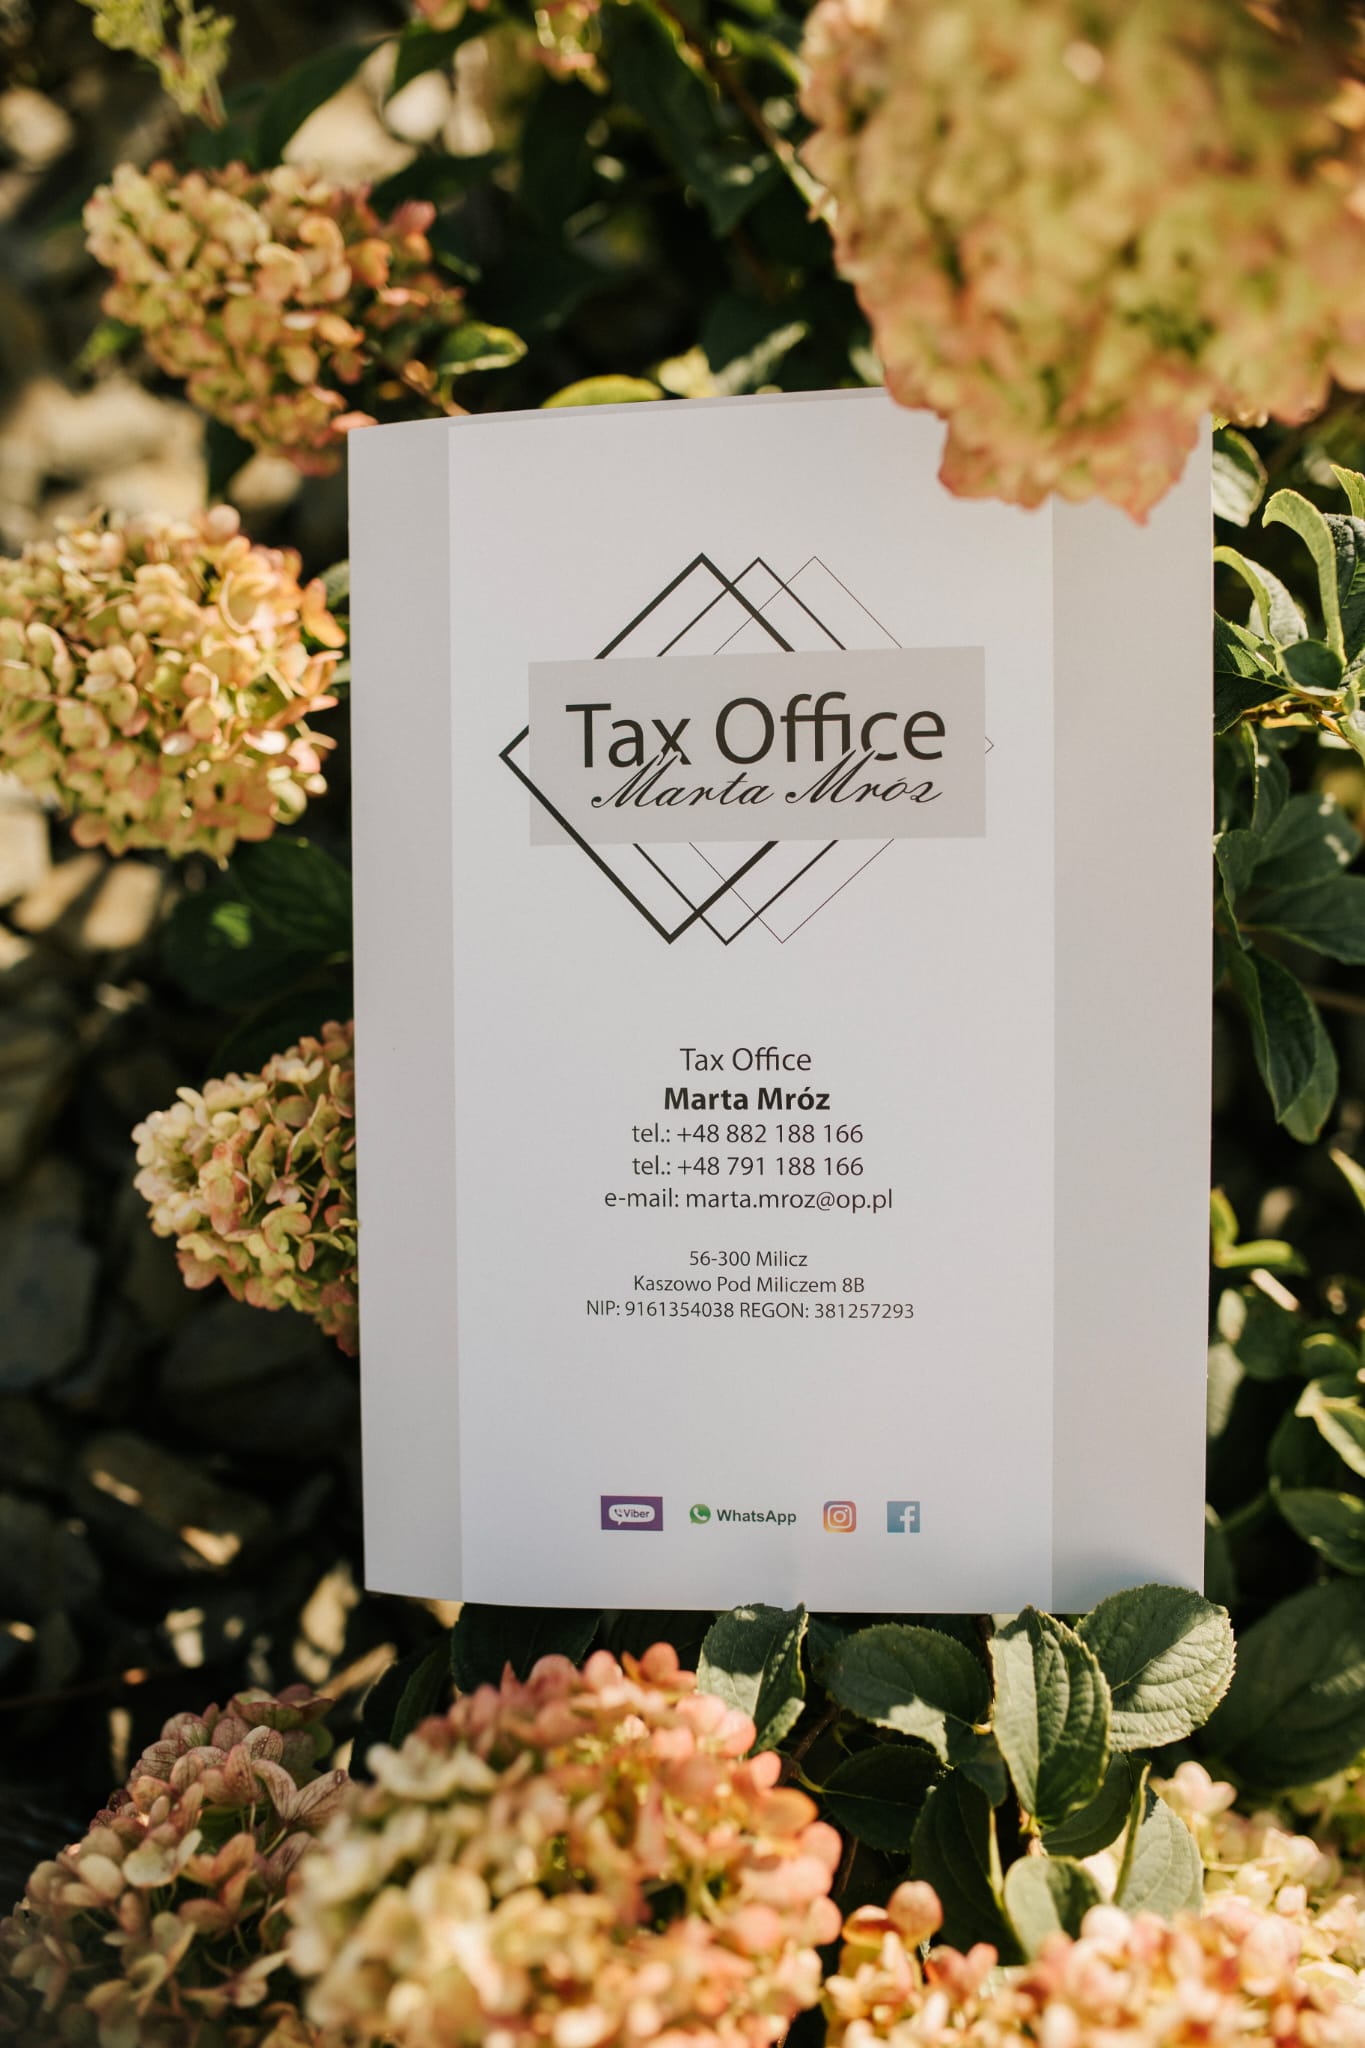 Tax Office
Marta Mróz
Tax Office
Marta Mróz
tel.: +48 882 188 166
tel.: +48 791 188 166
e-mail: marta.mroz@op.pl
56-300 Milicz
Kaszowo Pod Miliczem 8B
NIP: 9161354038 REGON: 381257293
Viber WhatsApp